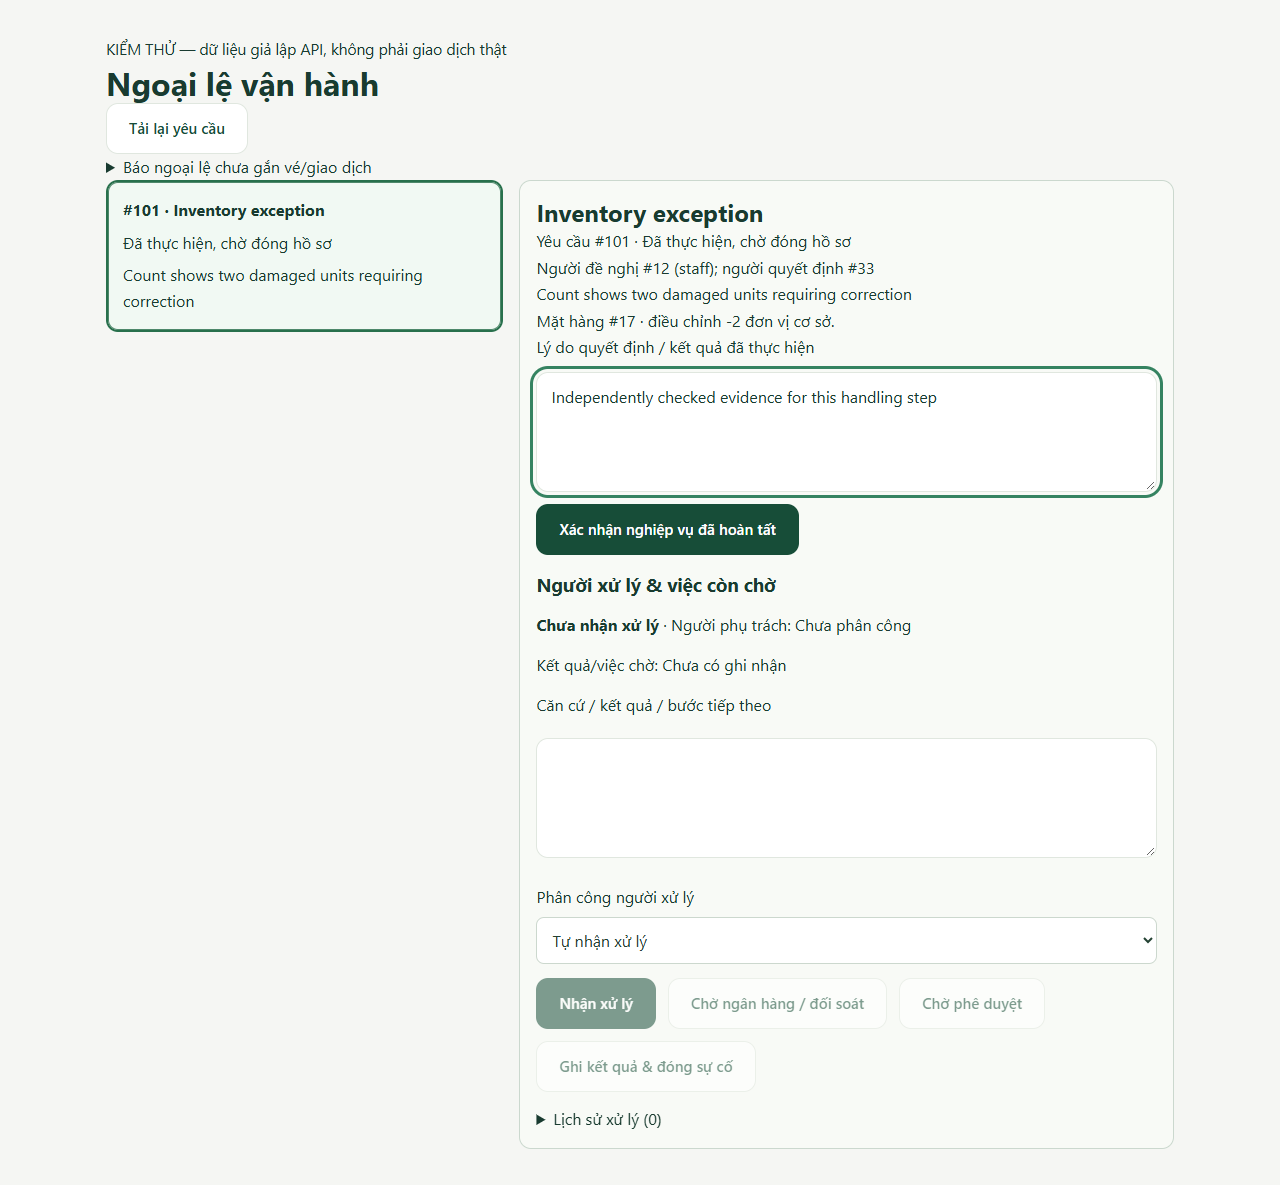 KIỂM THỬ — dữ liệu giả lập API, không phải giao dịch thật
Ngoại lệ vận hành
Tải lại yêu cầu
Báo ngoại lệ chưa gắn vé/giao dịch
#101 · Inventory exception
Đã thực hiện, chờ đóng hồ sơ
Count shows two damaged units requiring
correction
Inventory exception
Yêu cầu #101 · Đã thực hiện, chờ đóng hồ sơ
Người đề nghị #12 (staff); người quyết định #33
Count shows two damaged units requiring correction
Mặt hàng #17 · điều chỉnh -2 đơn vị cơ sở.
Lý do quyết định / kết quả đã thực hiện
Independently checked evidence for this handling step
Xác nhận nghiệp vụ đã hoàn tất
Người xử lý & việc còn chờ
Chưa nhận xử lý · Người phụ trách: Chưa phân công
Kết quả/việc chờ: Chưa có ghi nhận
Căn cứ / kết quả / bước tiếp theo
Phân công người xử lý
Tự nhận xử lý
Nhận xử lý
Chờ ngân hàng / đối soát
Chờ phê duyệt
Ghi kết quả & đóng sự cố
Lịch sử xử lý (0)